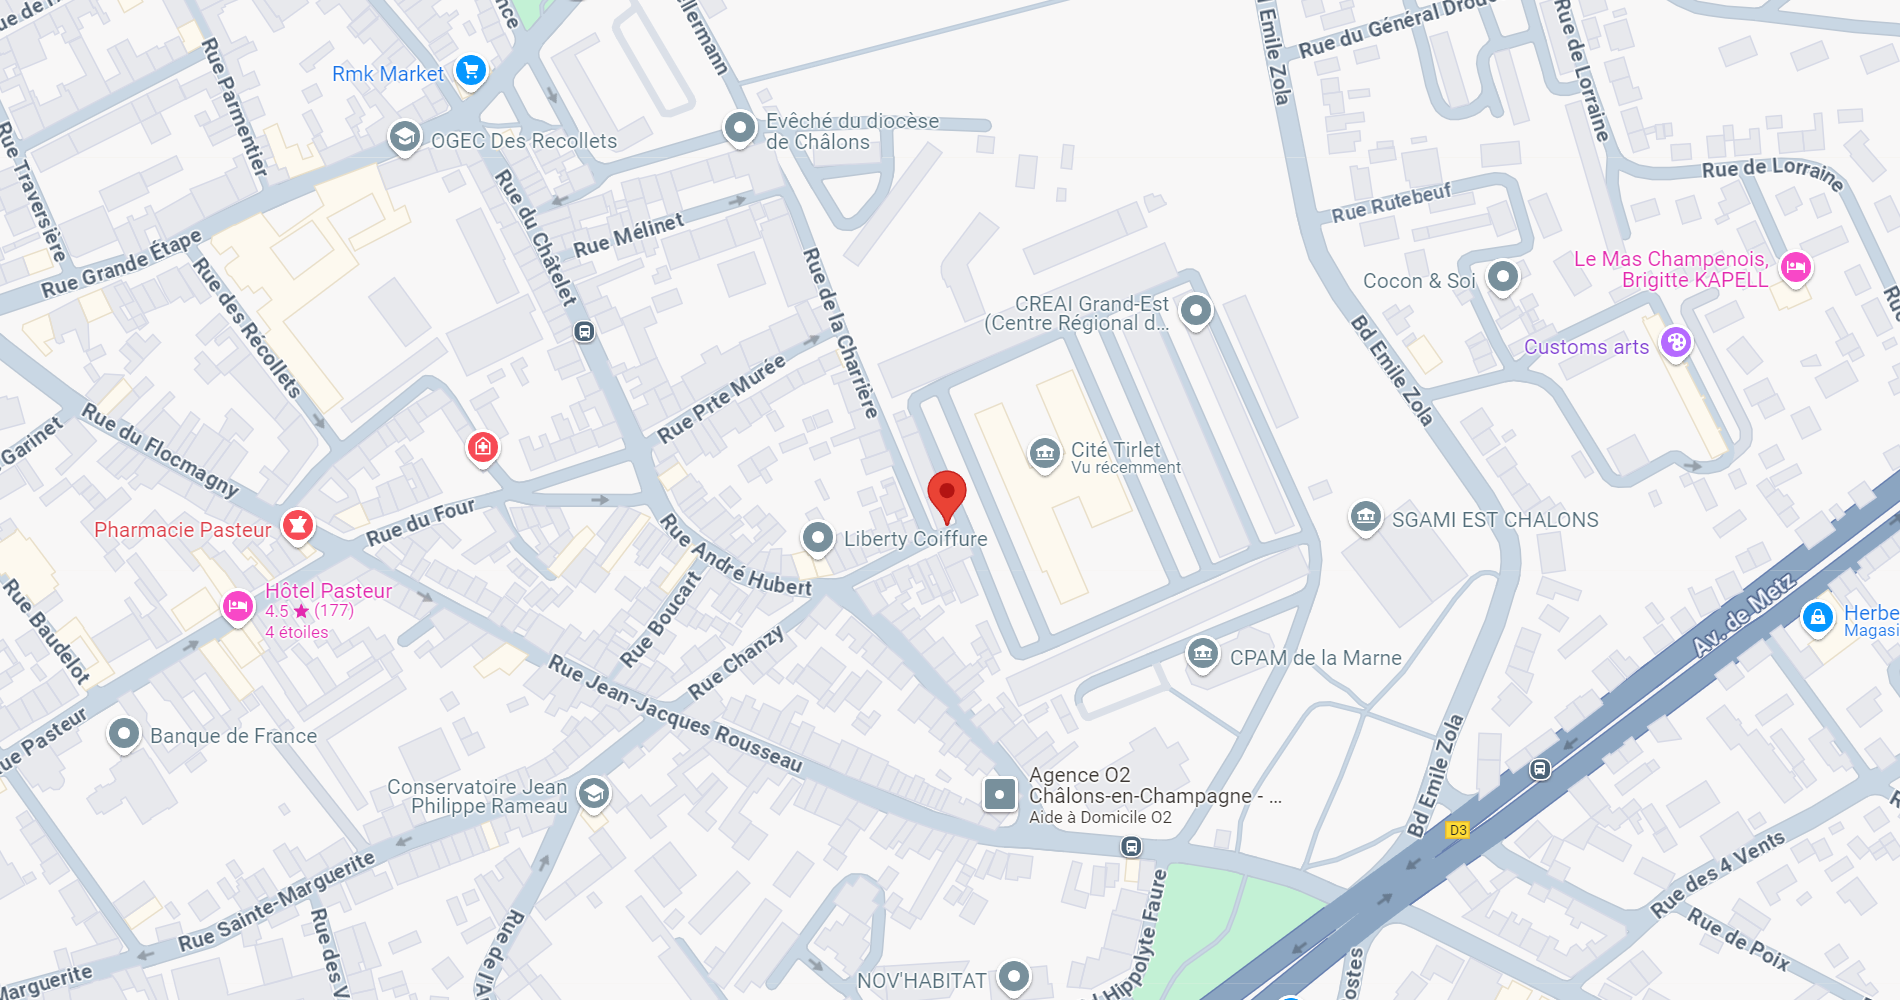 Rue Parmentier
Rmk Market
OGEC Des Recollets
Evêché du diocèse
de Châlons
Bd Emile Zola
Rue du Général Drouot
Rue de Lorraine
Rue de Lorraine
Rue Traversière
Rue Grande Étape
Rue du Châtelet
Rue Mélinet
Rue Rutebeuf
Rue des Récollets
Rue de la Charrière
CREAI Grand-Est
(Centre Régional d...
Cocon & Soi
Le Mas Champenois,
Brigitte KAPELL
Customs arts
Rue Prte Murée
Bd Emile Zola
Garinet
Rue du Flocmagny
Cité Tirlet
Vu récemment
Pharmacie Pasteur
Rue du Four
Rue André Hubert
Liberty Coiffure
SGAMI EST CHALONS
Hôtel Pasteur
4.5 ★ (177)
4 étoiles
Rue Baudelot
Rue Boucart
Rue Chanzy
CPAM de la Marne
Av. de Metz
Herbe
Magasi
Rue Pasteur
Banque de France
Rue Jean-Jacques Rousseau
Conservatoire Jean
Philippe Rameau
Agence O2
Châlons-en-Champagne - ...
Aide à Domicile O2
Bd Emile Zola
D3
Rue Sainte-Marguerite
Rue des 4 Vents
Rue de Poix
Marguerite
Rue des V
Rue de l'A
NOV'HABITAT
Hippolyte Faure